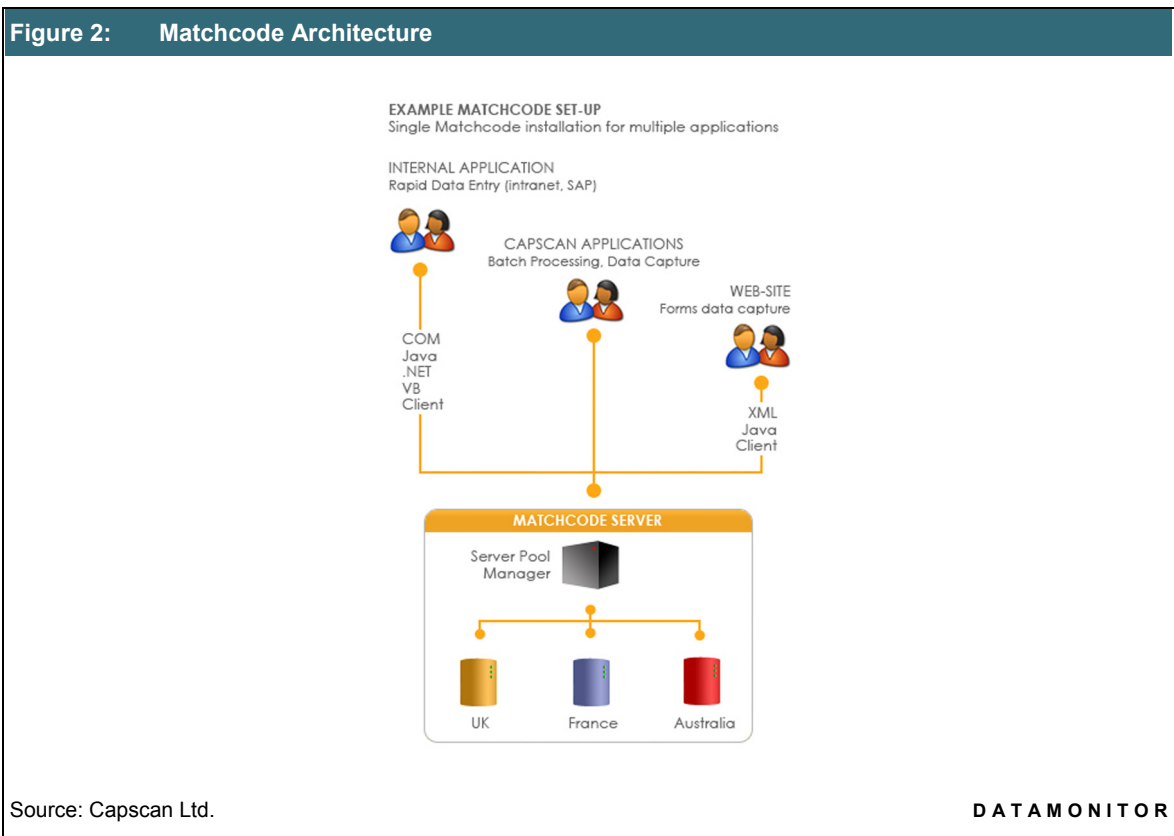 Figure 2: Matchcode Architecture
EXAMPLE MATCHCODE SET-UP
Single Matchcode installation for multiple applications
INTERNAL APPLICATION
Rapid Data Entry (intranet, SAP)
CAPSCAN APPLICATIONS
Batch Processing, Data Capture
WEB-SITE
Forms data capture
COM
Java
.NET
VB
Client
XML
Java
Client
MATCHCODE SERVER
Server Pool
Manager
UK
France
Australia
Source: Capscan Ltd.
DATAMONITOR